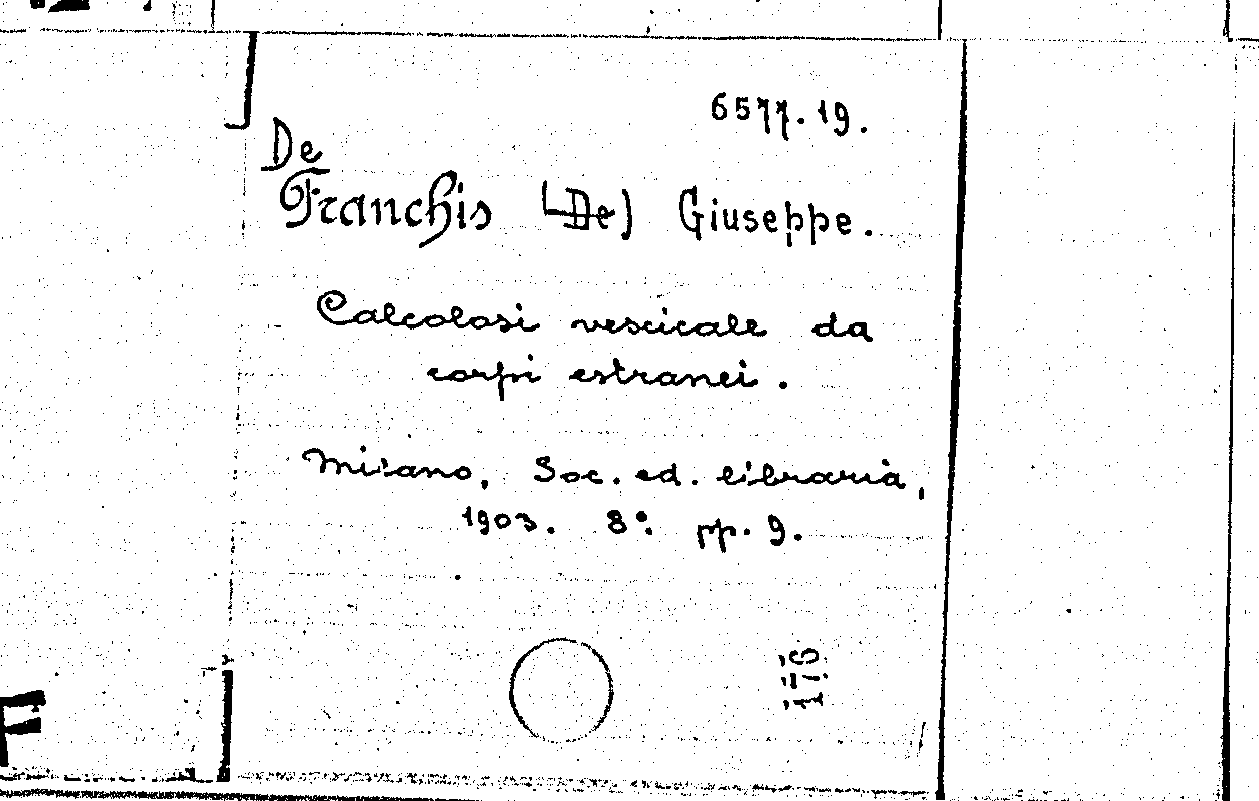 6577.19.
De
Franchis (De) Giuseppe.
Calcolosi vescicale da
corpi estranei.
Milano, Soc. ed. libraria,
1903. 8°. pp. 9.
F